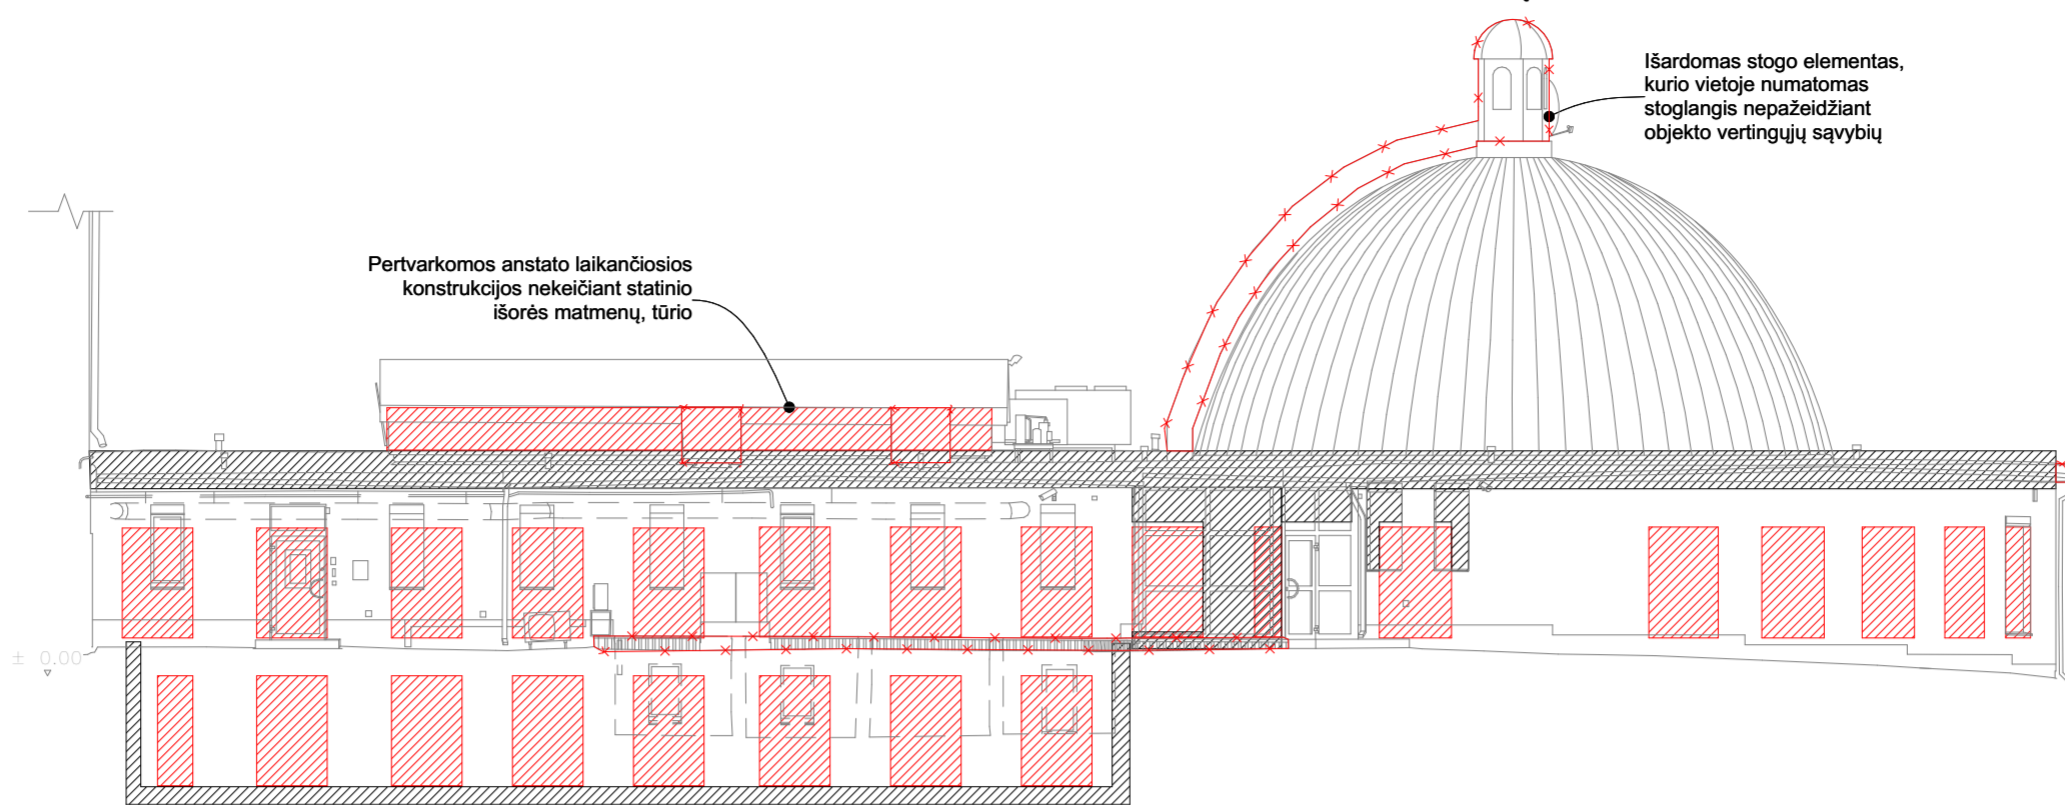 Išardomas stogo elementas,
kurio vietoje numatomas
stoglangis nepažeidžiant
objekto vertingųjų sąvybių
Pertvarkomos anstato laikančiosios
konstrukcijos nekeičiant statinio
išorės matmenų, tūrio
± 0.00